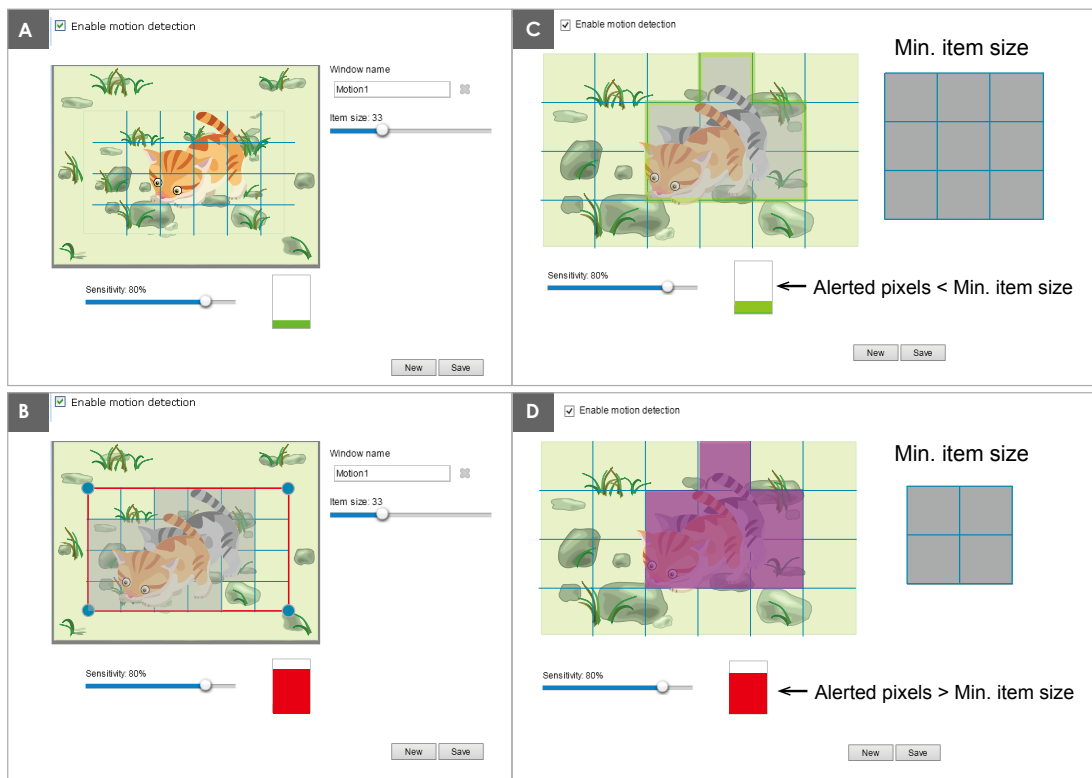 A
Enable motion detection
Window name
Motion1
Item size: 33
Sensitivity: 80%
New Save
B
Enable motion detection
Window name
Motion1
Item size: 33
Sensitivity: 80%
New Save
C
Enable motion detection
Min. item size
Sensitivity: 80%
Alerted pixels < Min. item size
New Save
D
Enable motion detection
Min. item size
Sensitivity: 80%
Alerted pixels > Min. item size
New Save